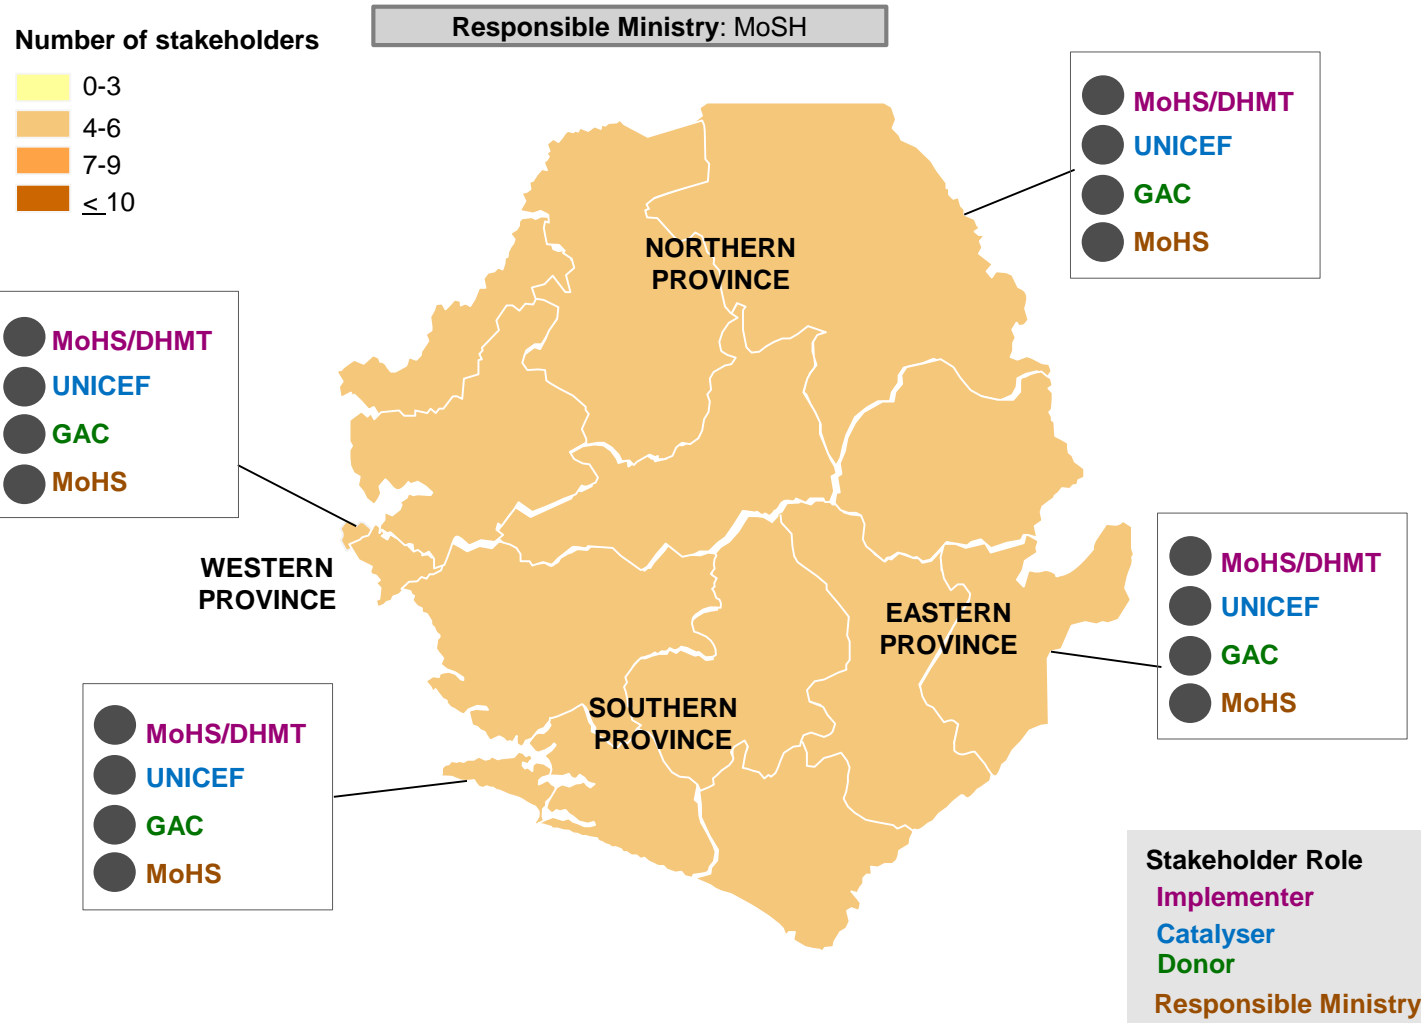 Responsible Ministry: MoSH
Number of stakeholders
0-3
4-6
7-9
< 10
MoHS/DHMT
UNICEF
GAC
MoHS
NORTHERN
PROVINCE
MoHS/DHMT
UNICEF
GAC
MoHS
WESTERN
PROVINCE
MoHS/DHMT
UNICEF
GAC
MoHS
EASTERN
PROVINCE
SOUTHERN
PROVINCE
MoHS/DHMT
UNICEF
GAC
MoHS
Stakeholder Role
Implementer
Catalyser
Donor
Responsible Ministry